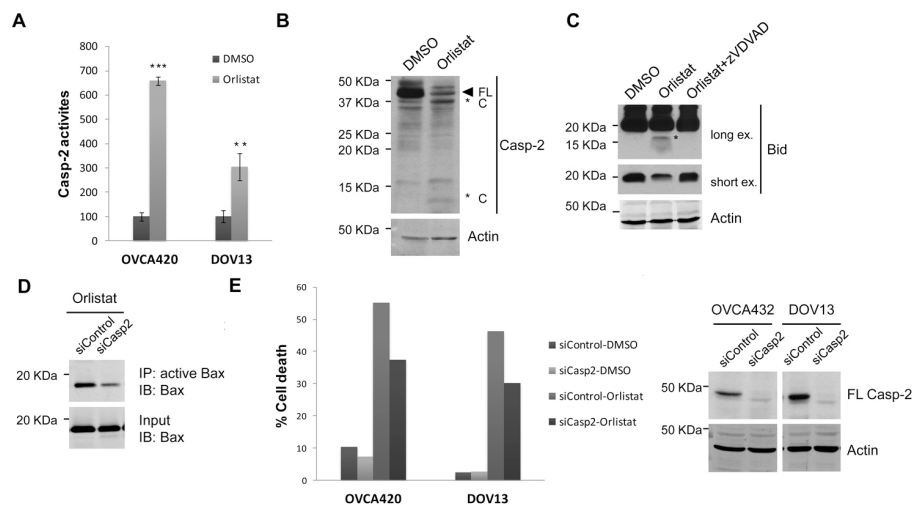 A
Casp-2 activites
800
700
600
500
400
300
200
100
0
DMSO
Orlistat
***
**
OVCA420
DOV13
B
DMSO
Orlistat
50 KDa
37 KDa
25 KDa
20 KDa
15 KDa
50 KDa
FL
* C
* C
Casp-2
Actin
C
DMSO
Orlistat
Orlistat+zVDVAD
20 KDa
15 KDa
20 KDa
50 KDa
*
long ex.
short ex.
Bid
Actin
D
Orlistat
siControl
siCasp2
20 KDa
20 KDa
IP: active Bax
IB: Bax
Input
IB: Bax
E
% Cell death
60
50
40
30
20
10
0
siControl-DMSO
siCasp2-DMSO
siControl-Orlistat
siCasp2-Orlistat
OVCA420
DOV13
OVCA432
DOV13
siControl
siCasp2
siControl
siCasp2
50 KDa
50 KDa
FL Casp-2
Actin